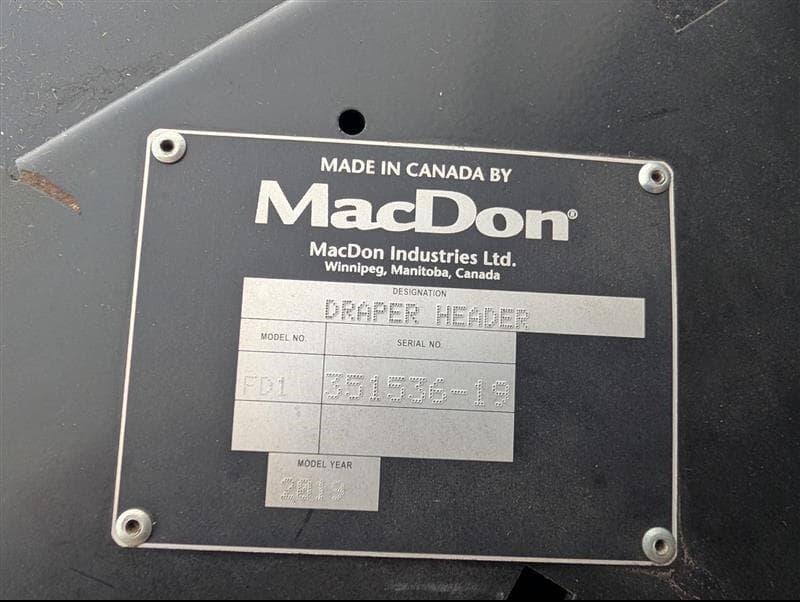 MADE IN CANADA BY
MacDon®
MacDon Industries Ltd.
Winnipeg, Manitoba, Canada
DESIGNATION
DRAPER HEADER
MODEL NO. SERIAL NO.
FD1 351536-19
MODEL YEAR
2019